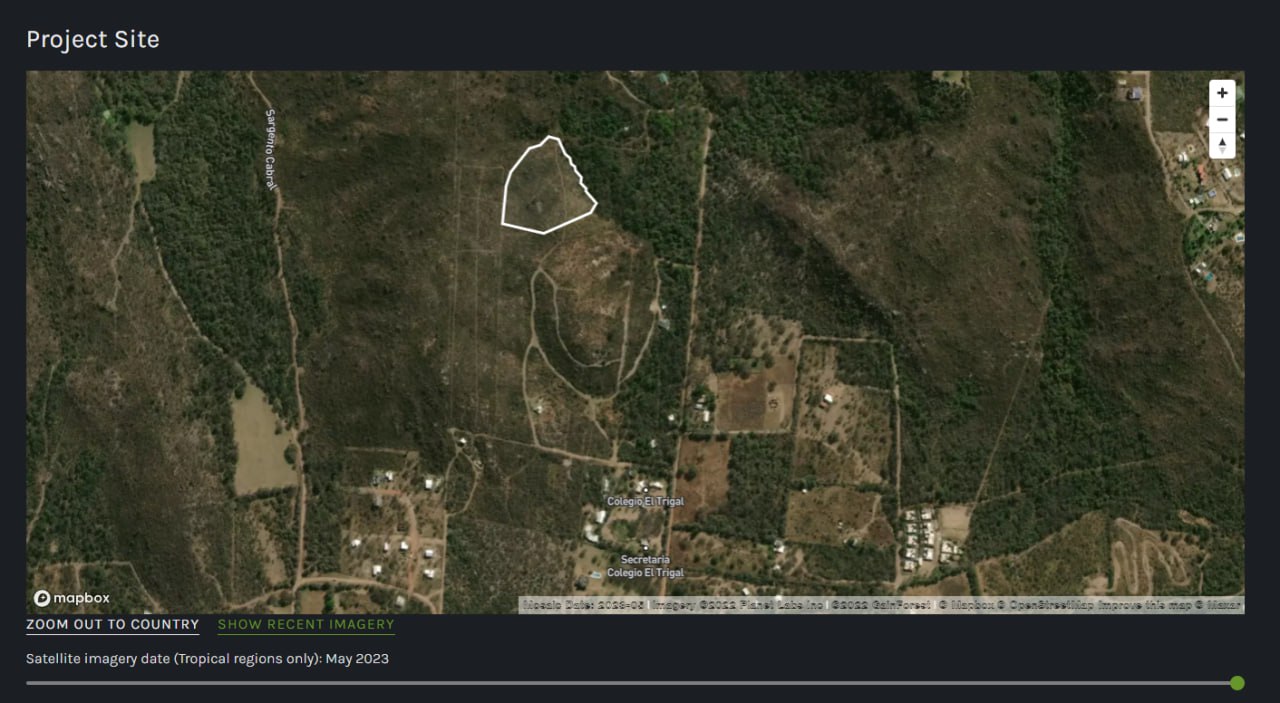 Project Site
Sargento Cabral
+
−
Colegio El Trigal
Secretaría
Colegio El Trigal
mapbox
Mosaic Date: 2023-05 | Imagery ©2022 Planet Labs Inc | ©2022 GainForest | © Mapbox © OpenStreetMap Improve this map © Maxar
ZOOM OUT TO COUNTRY SHOW RECENT IMAGERY
Satellite imagery date (Tropical regions only): May 2023